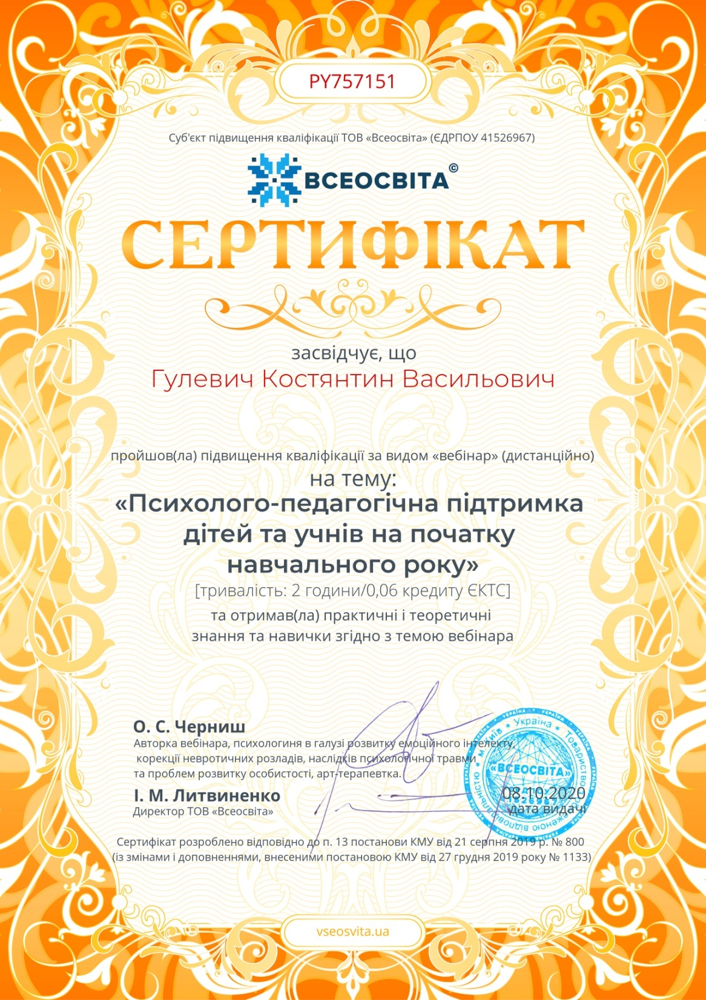 PY757151
Суб'єкт підвищення кваліфікації ТОВ «Всеосвіта» (ЄДРПОУ 41526967)
ВСЕОСВІТА©
СЕРТИФІКАТ
засвідчує, що
Гулевич Костянтин Васильович
пройшов(ла) підвищення кваліфікації за видом «вебінар» (дистанційно)
на тему:
«Психолого-педагогічна підтримка
дітей та учнів на початку
навчального року»
[тривалість: 2 години/0,06 кредиту ЄКТС]
та отримав(ла) практичні і теоретичні
знання та навички згідно з темою вебінара
О. С. Черниш
Авторка вебінара, психологиня в галузі розвитку емоційного інтелекту,
корекції невротичних розладів, наслідків психологічної травми
та проблем розвитку особистості, арт-терапевтка.
І. М. Литвиненко
Директор ТОВ «Всеосвіта»
Україна
«ВСЕОСВІТА»
08.10.2020
дата видачі
Сертифікат розроблено відповідно до п. 13 постанови КМУ від 21 серпня 2019 р. № 800
(із змінами і доповненнями, внесеними постановою КМУ від 27 грудня 2019 року № 1133)
vseosvita.ua